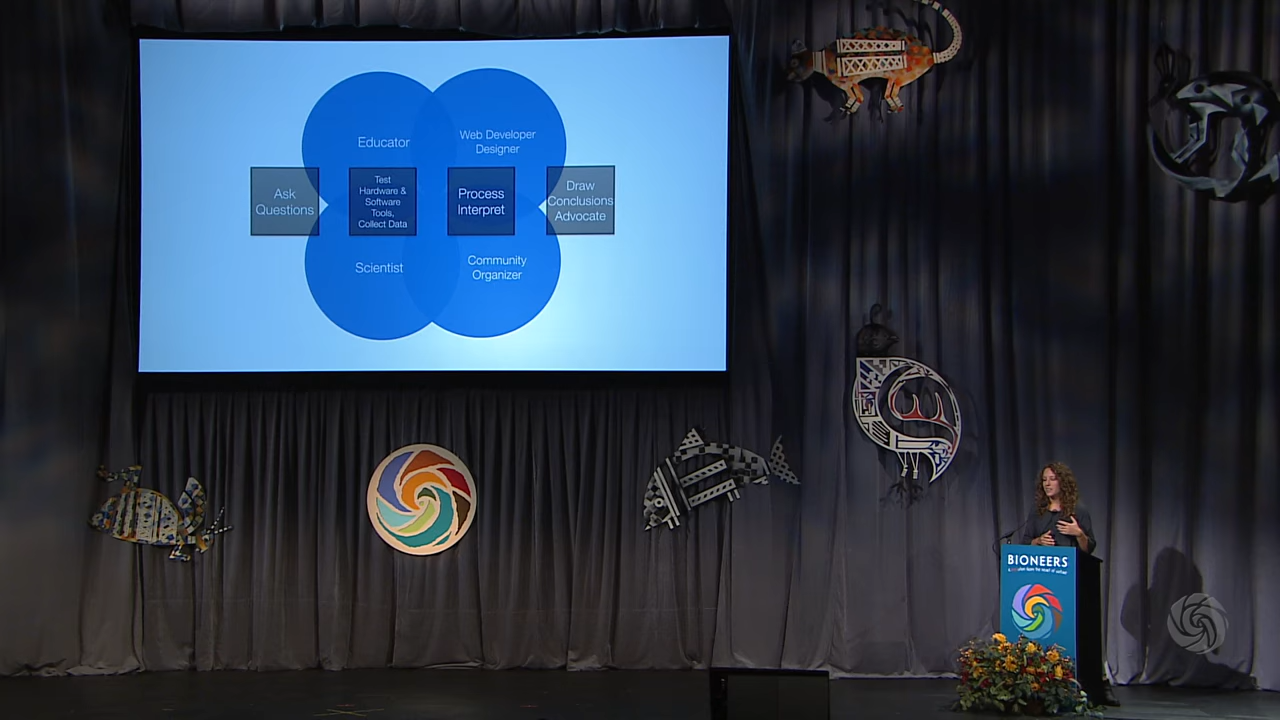 Educator
Web Developer
Designer
Ask
Questions
Test
Hardware &
Software
Tools,
Collect Data
Process
Interpret
Draw
Conclusions
Advocate
Scientist
Community
Organizer
BIONEERS